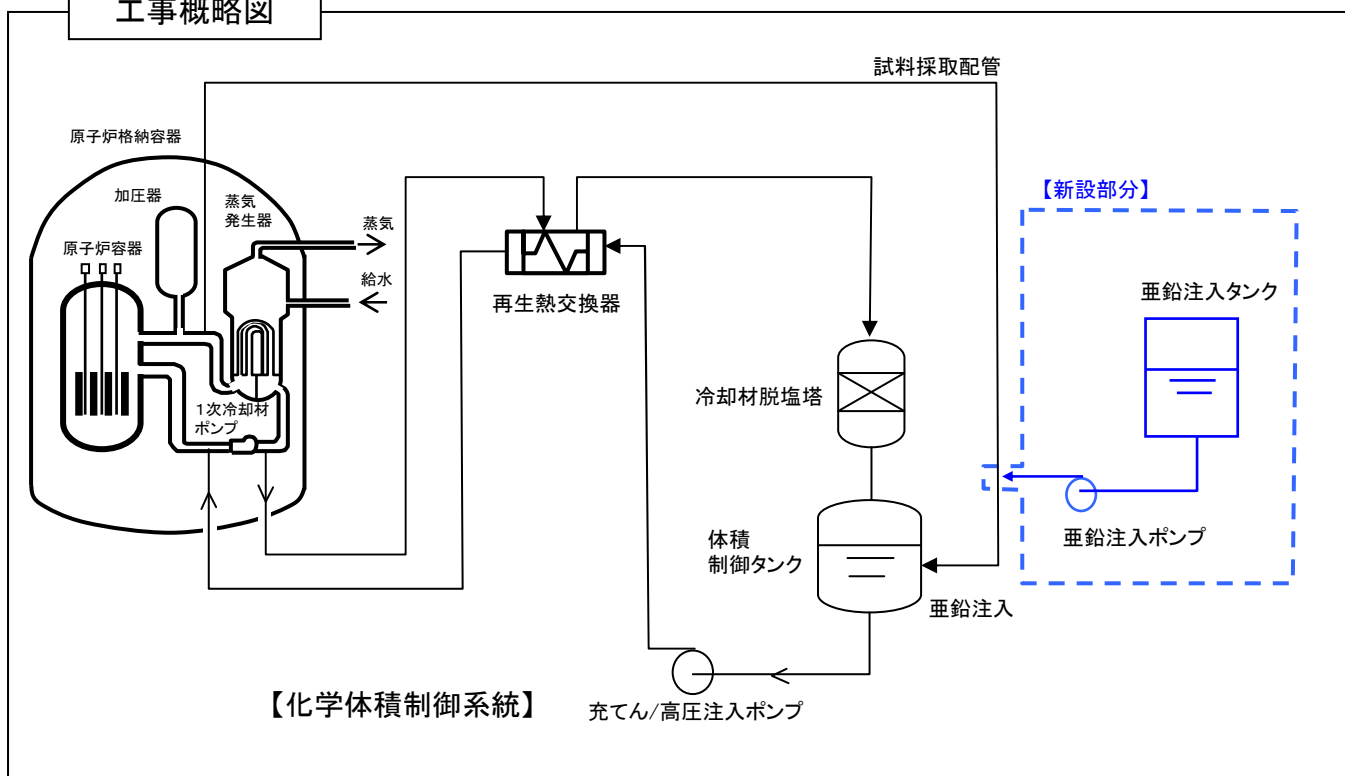 工事概略図
試料採取配管
原子炉格納容器
加圧器
蒸気
発生器
蒸気
原子炉容器
給水
再生熱交換器
【新設部分】
亜鉛注入タンク
冷却材脱塩塔
1次冷却材
ポンプ
体積
制御タンク
亜鉛注入ポンプ
亜鉛注入
【化学体積制御系統】
充てん/高圧注入ポンプ